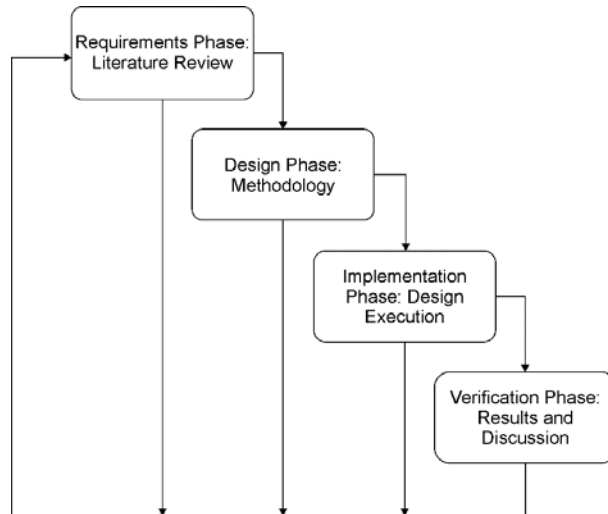 Requirements Phase:
Literature Review
Design Phase:
Methodology
Implementation
Phase: Design
Execution
Verification Phase:
Results and
Discussion